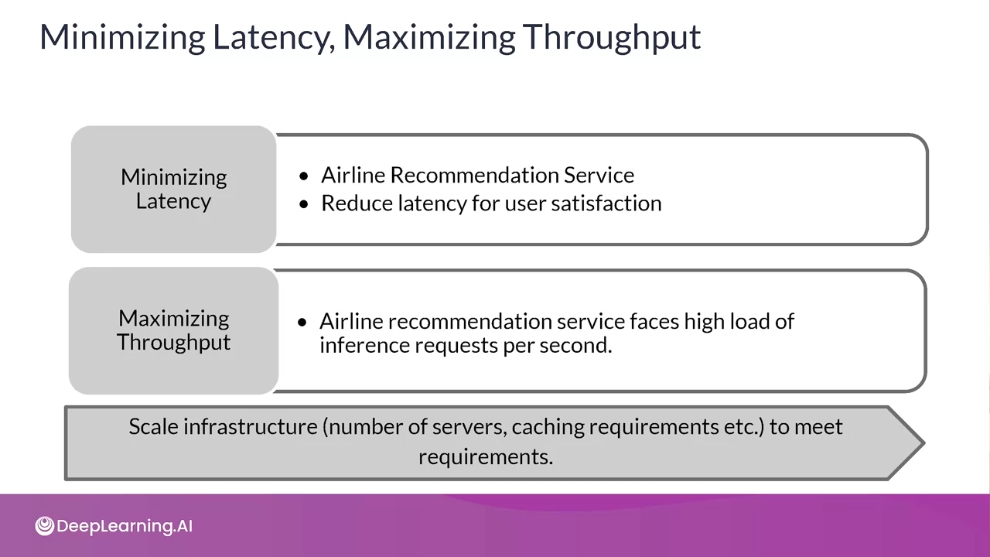 Minimizing Latency, Maximizing Throughput
Minimizing
Latency
• Airline Recommendation Service
• Reduce latency for user satisfaction
Maximizing
Throughput
• Airline recommendation service faces high load of
inference requests per second.
Scale infrastructure (number of servers, caching requirements etc.) to meet
requirements.
DeepLearning.AI